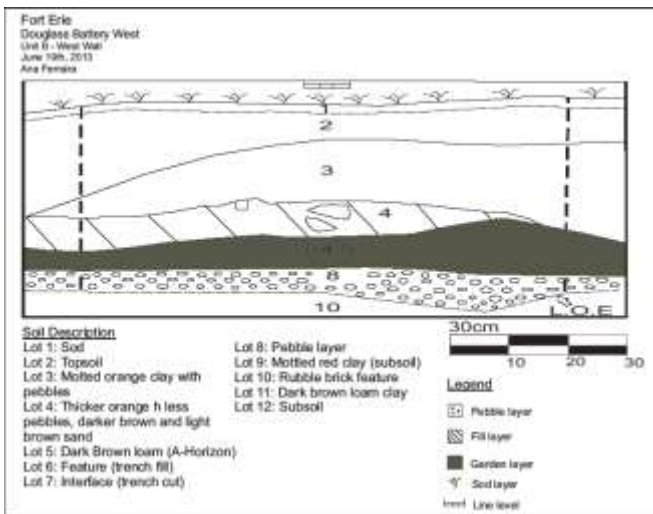 Fort Erie
Douglass Battery West
Unit B - West Wall
June 19th, 2013
2
3
4
8
10
L.O.E
Soil Description
Lot 1: Sod
Lot 2: Topsoil
Lot 3: Molted orange clay with
pebbles
Lot 4: Thicker orange h less
pebbles, darker brown and light
brown sand
Lot 5: Dark Brown loam (A-Horizon)
Lot 6: Feature (trench fill)
Lot 7: Interface (trench cut)
Lot 8: Pebble layer
Lot 9: Mottled red clay (subsoil)
Lot 10: Rubble brick feature
Lot 11: Dark brown loam clay
Lot 12: Subsoil
30cm
10 20 30
Legend
Pebble layer
Fill layer
Garden layer
Sod layer
Line level